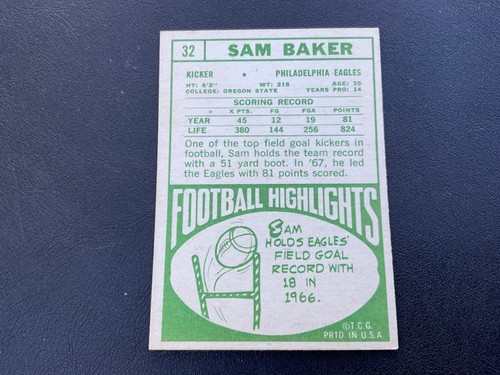 32 SAM BAKER
KICKER • PHILADELPHIA EAGLES
HT: 6'2" WT: 218 AGE: 35
COLLEGE: OREGON STATE YEARS PRO: 14
SCORING RECORD
X PTS. FG FGA POINTS
YEAR 45 12 19 81
LIFE 380 144 256 824
One of the top field goal kickers in
football, Sam holds the team record
with a 51 yard boot. In '67, he led
the Eagles with 81 points scored.
FOOTBALL HIGHLIGHTS
SAM
HOLDS EAGLES'
FIELD GOAL
RECORD WITH
18 IN
1966.
©T.C.G.
PRTD IN U.S.A.